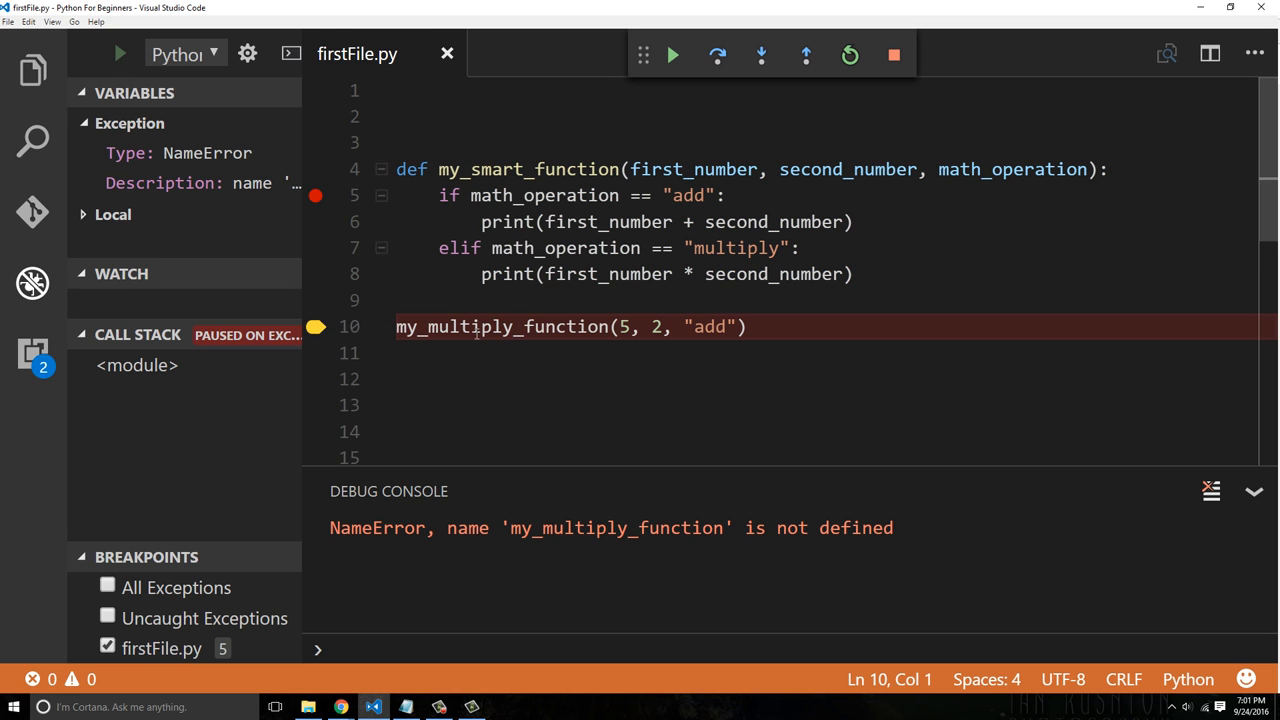 firstFile.py - Python For Beginners - Visual Studio Code
File Edit View Go Help
Python
firstFile.py
VARIABLES
Exception
Type: NameError
Description: name '...
Local
WATCH
CALL STACK PAUSED ON EXC...
<module>
BREAKPOINTS
All Exceptions
Uncaught Exceptions
firstFile.py 5
2
1
2
3
4 def my_smart_function(first_number, second_number, math_operation):
5 if math_operation == "add":
6 print(first_number + second_number)
7 elif math_operation == "multiply":
8 print(first_number * second_number)
9
10 my_multiply_function(5, 2, "add")
11
12
13
14
15
DEBUG CONSOLE
NameError, name 'my_multiply_function' is not defined
0 0 Ln 10, Col 1 Spaces: 4 UTF-8 CRLF Python
I'm Cortana. Ask me anything.
7:01 PM
9/24/2016